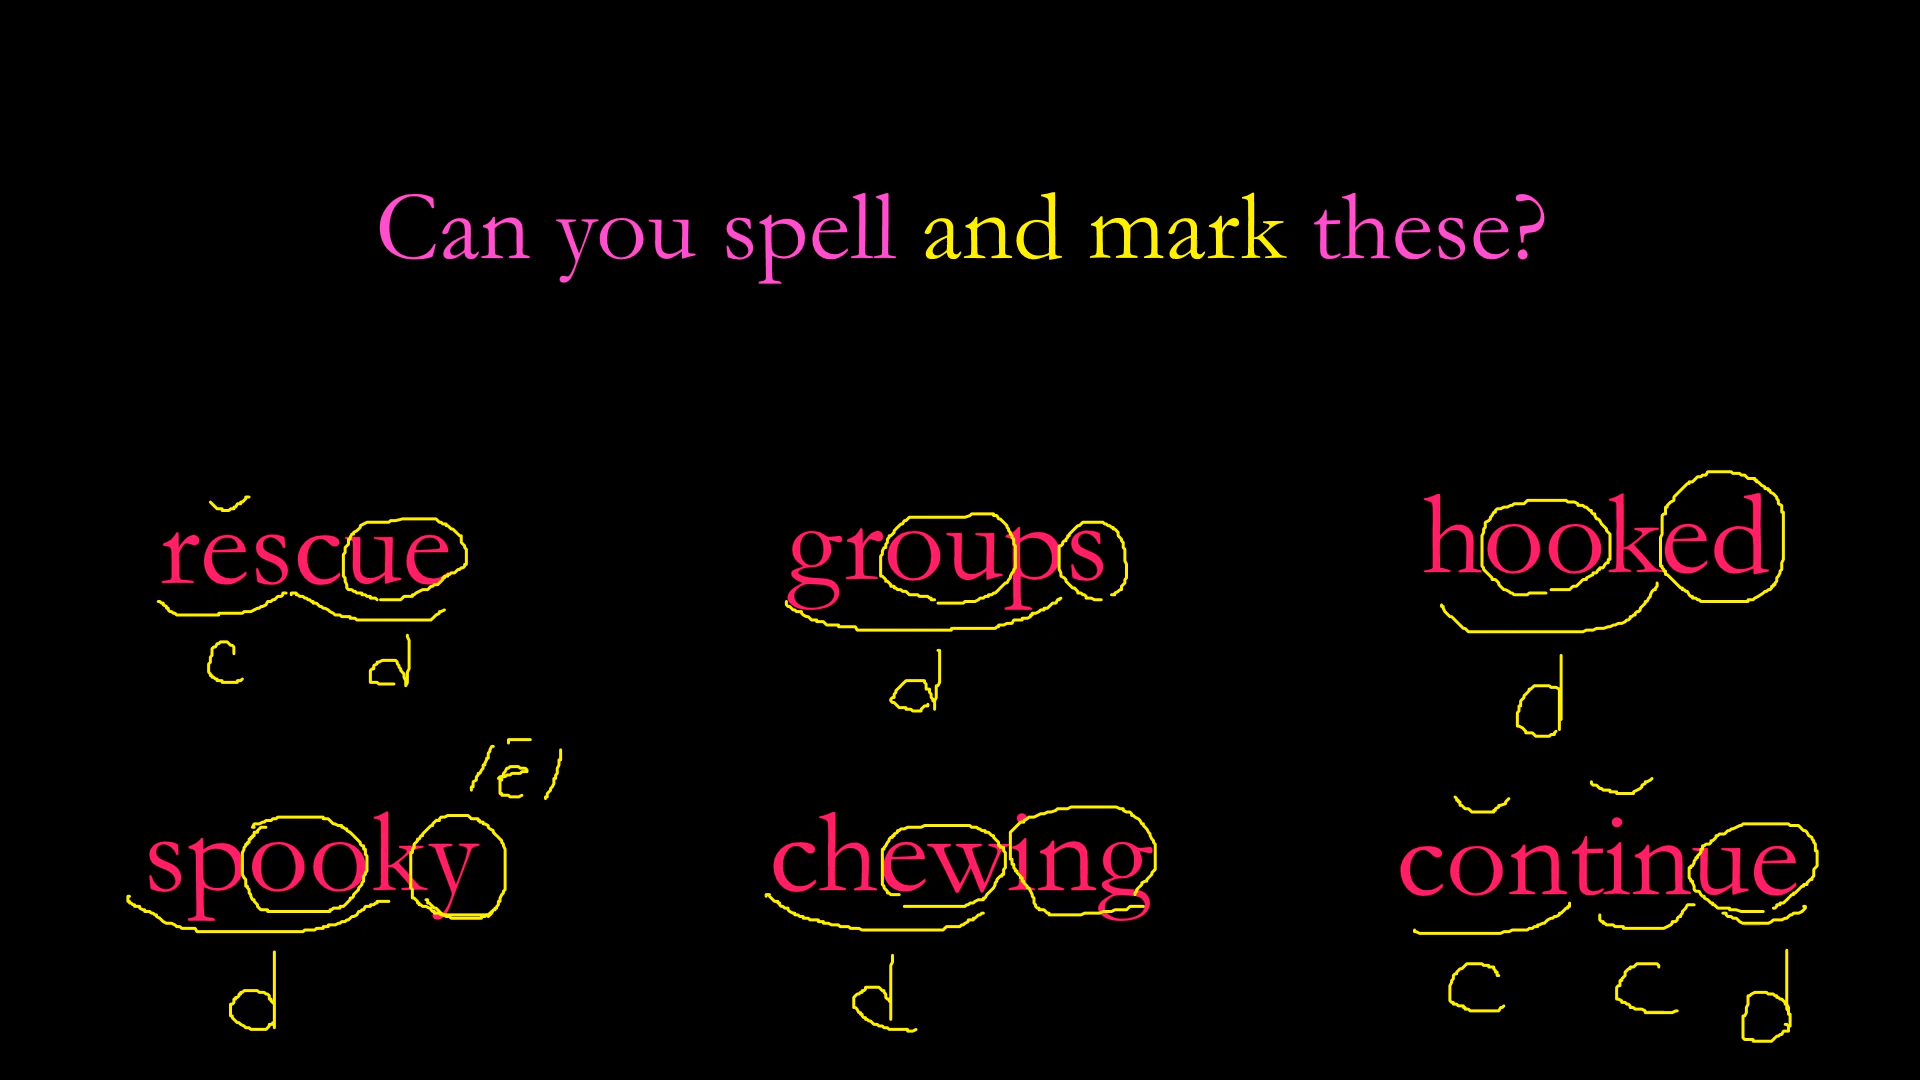 Can you spell and mark these?
rescue groups hooked
c d d d
/ē/
spooky chewing continue
d d c c d